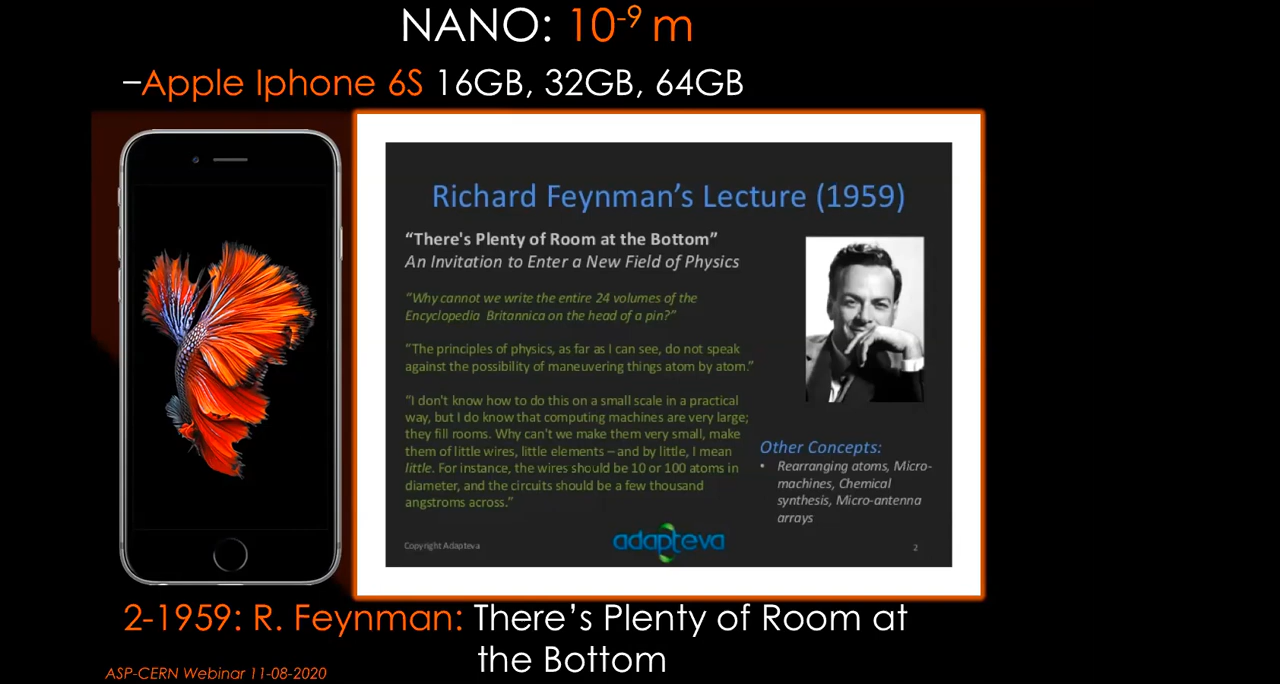 NANO: 10-9 m
–Apple Iphone 6S 16GB, 32GB, 64GB
Richard Feynman’s Lecture (1959)
“There's Plenty of Room at the Bottom”
An Invitation to Enter a New Field of Physics
“Why cannot we write the entire 24 volumes of the
Encyclopedia Britannica on the head of a pin?”
“The principles of physics, as far as I can see, do not speak
against the possibility of maneuvering things atom by atom.”
“I don't know how to do this on a small scale in a practical
way, but I do know that computing machines are very large;
they fill rooms. Why can't we make them very small, make
them of little wires, little elements – and by little, I mean
little. For instance, the wires should be 10 or 100 atoms in
diameter, and the circuits should be a few thousand
angstroms across.”
Other Concepts:
• Rearranging atoms, Micro-
machines, Chemical
synthesis, Micro-antenna
arrays
Copyright Adapteva
adapteva
2
2-1959: R. Feynman: There’s Plenty of Room at
the Bottom
ASP-CERN Webinar 11-08-2020